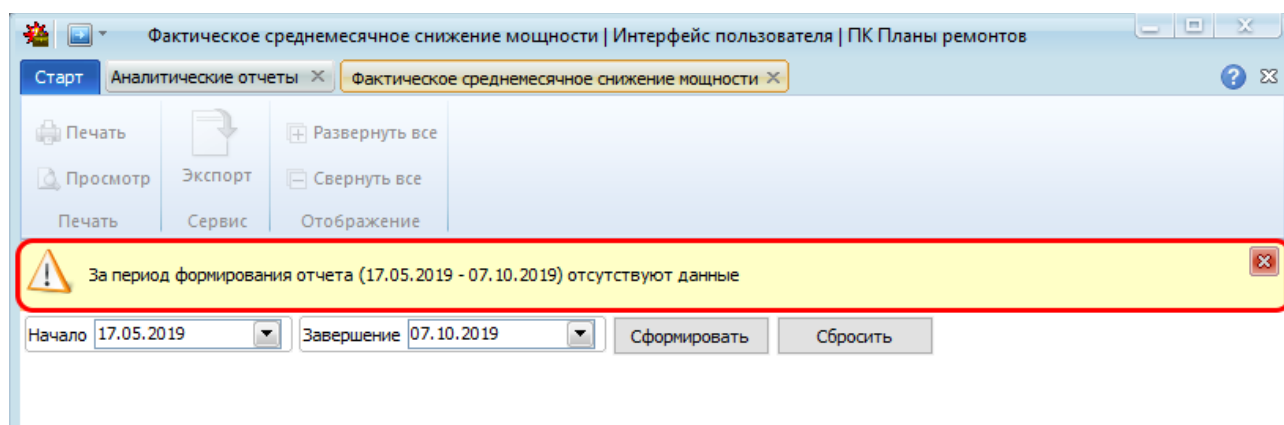 Фактическое среднемесячное снижение мощности | Интерфейс пользователя | ПК Планы ремонтов
Старт Аналитические отчеты Фактическое среднемесячное снижение мощности
Печать Экспорт Развернуть все
Просмотр Свернуть все
Печать Сервис Отображение
За период формирования отчета (17.05.2019 - 07.10.2019) отсутствуют данные
Начало 17.05.2019 Завершение 07.10.2019 Сформировать Сбросить